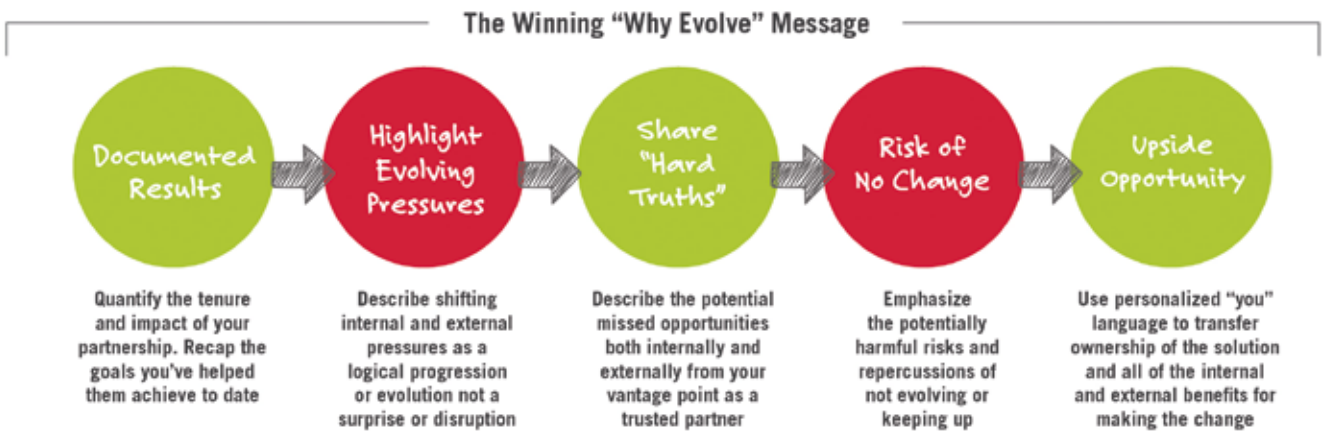 The Winning “Why Evolve” Message
Documented
Results
Highlight
Evolving
Pressures
Share
“Hard
Truths”
Risk of
No Change
Upside
Opportunity
Quantify the tenure
and impact of your
partnership. Recap the
goals you’ve helped
them achieve to date
Describe shifting
internal and external
pressures as a
logical progression
or evolution not a
surprise or disruption
Describe the potential
missed opportunities
both internally and
externally from your
vantage point as a
trusted partner
Emphasize
the potentially
harmful risks and
repercussions of
not evolving or
keeping up
Use personalized “you”
language to transfer
ownership of the solution
and all of the internal
and external benefits for
making the change